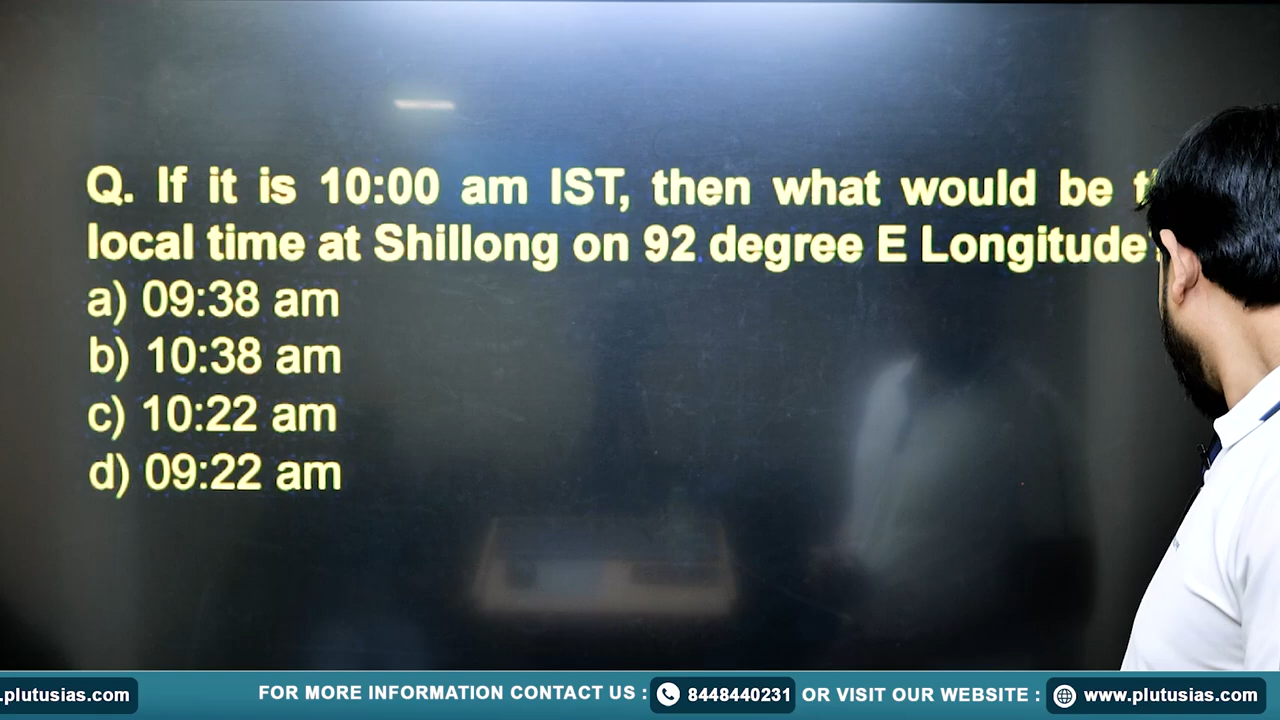 Q. If it is 10:00 am IST, then what would be
local time at Shillong on 92 degree E Longitude
a) 09:38 am
b) 10:38 am
c) 10:22 am
d) 09:22 am
.plutusias.com FOR MORE INFORMATION CONTACT US : 8448440231 OR VISIT OUR WEBSITE : www.plutusias.com